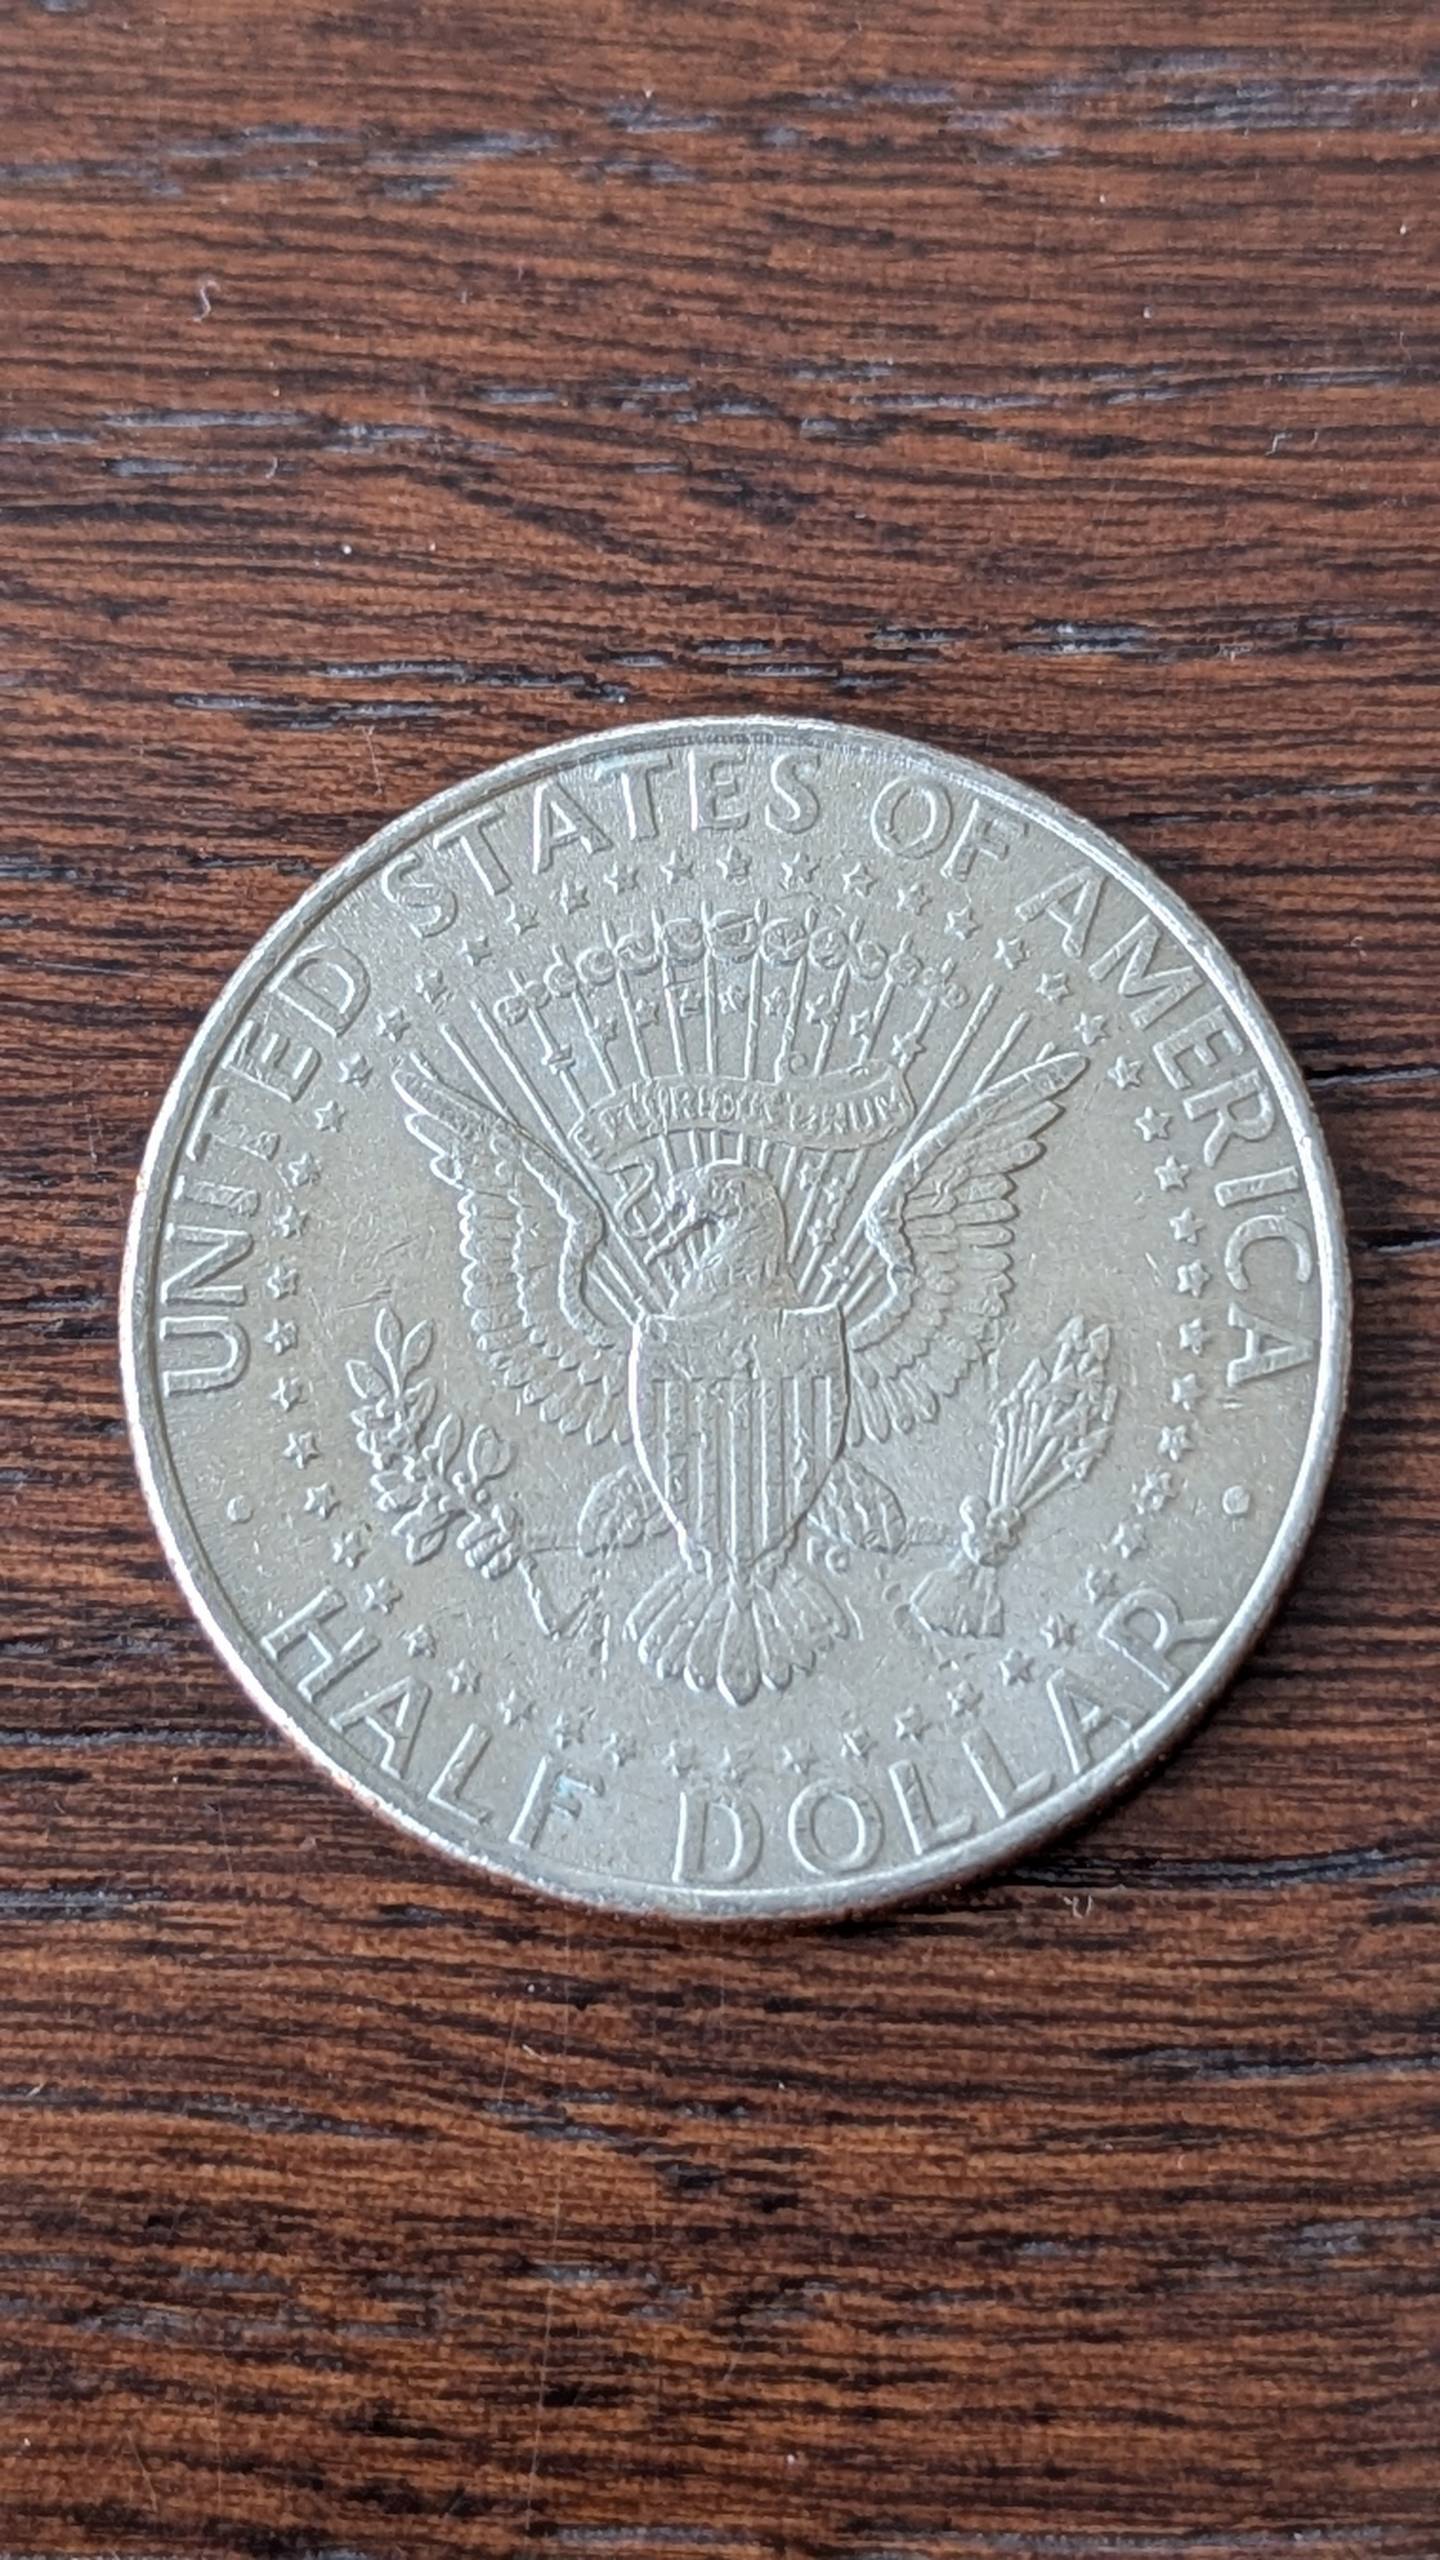 UNITED STATES OF AMERICA
E PLURIBUS UNUM
HALF DOLLAR